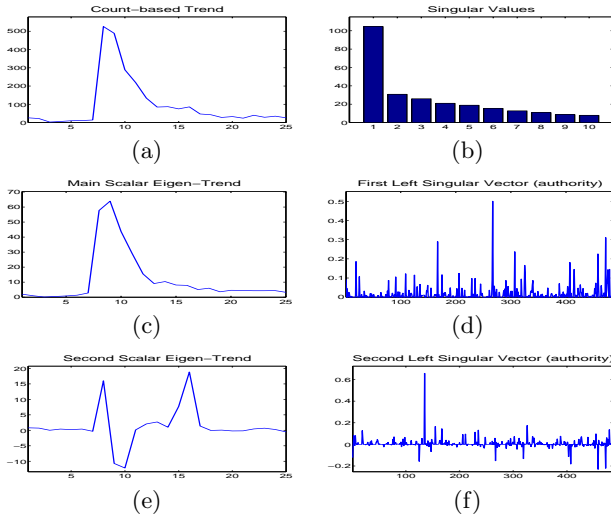 Count−based Trend
500
400
300
200
100
0
5 10 15 20 25
(a)
Singular Values
100
80
60
40
20
0
1 2 3 4 5 6 7 8 9 10
(b)
Main Scalar Eigen−Trend
70
60
50
40
30
20
10
0
5 10 15 20 25
(c)
First Left Singular Vector (authority)
0.5
0.4
0.3
0.2
0.1
0
100 200 300 400
(d)
Second Scalar Eigen−Trend
20
15
10
5
0
−5
−10
5 10 15 20 25
(e)
Second Left Singular Vector (authority)
0.6
0.4
0.2
0
−0.2
100 200 300 400
(f)